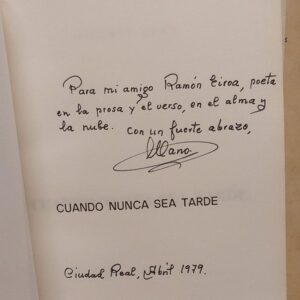 Para mi amigo Ramón Eiroa, poeta
en la prosa y el verso, en el alma y
la nube. Con un fuerte abrazo,
Llano.
CUANDO NUNCA SEA TARDE
Ciudad Real, Abril 1979.